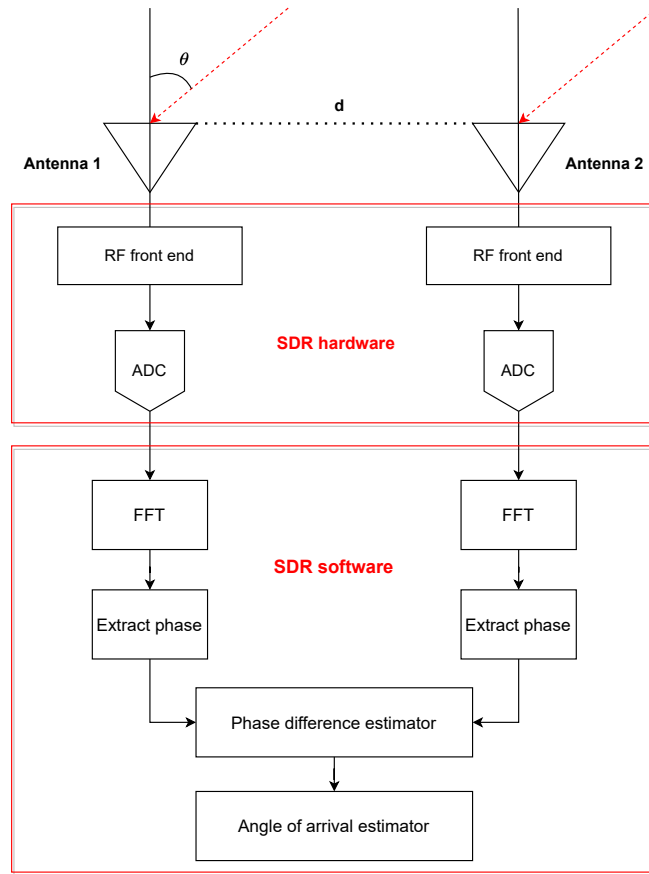 θ
d
Antenna 1
Antenna 2
RF front end
RF front end
SDR hardware
ADC
ADC
FFT
FFT
SDR software
Extract phase
Extract phase
Phase difference estimator
Angle of arrival estimator